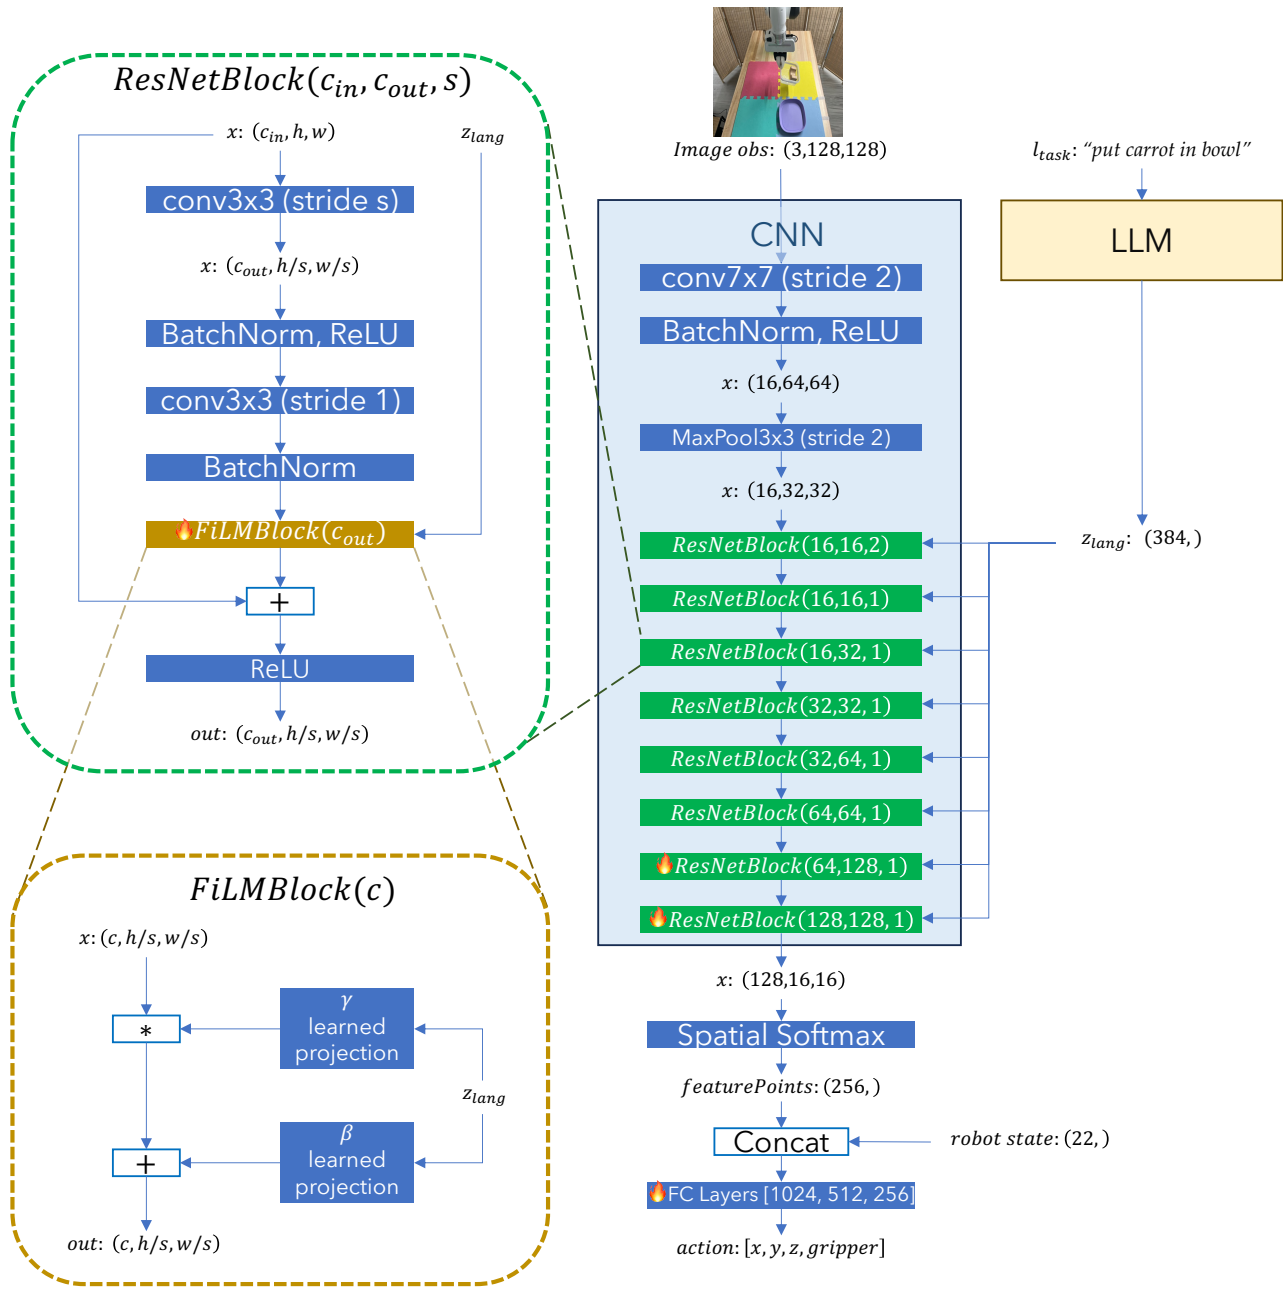 ResNetBlock(c_in, c_out, s)
x: (c_in, h, w)
z_lang
conv3x3 (stride s)
x: (c_out, h/s, w/s)
BatchNorm, ReLU
conv3x3 (stride 1)
BatchNorm
FiLMBlock(c_out)
+
ReLU
out: (c_out, h/s, w/s)
FiLMBlock(c)
x: (c, h/s, w/s)
γ
learned
projection
*
z_lang
β
learned
projection
+
out: (c, h/s, w/s)
Image obs: (3,128,128)
CNN
conv7x7 (stride 2)
BatchNorm, ReLU
x: (16,64,64)
MaxPool3x3 (stride 2)
x: (16,32,32)
ResNetBlock(16,16,2)
ResNetBlock(16,16,1)
ResNetBlock(16,32, 1)
ResNetBlock(32,32, 1)
ResNetBlock(32,64, 1)
ResNetBlock(64,64, 1)
ResNetBlock(64,128, 1)
ResNetBlock(128,128, 1)
x: (128,16,16)
Spatial Softmax
featurePoints: (256, )
Concat
robot state: (22, )
FC Layers [1024, 512, 256]
action: [x, y, z, gripper]
l_task: “put carrot in bowl”
LLM
z_lang: (384, )